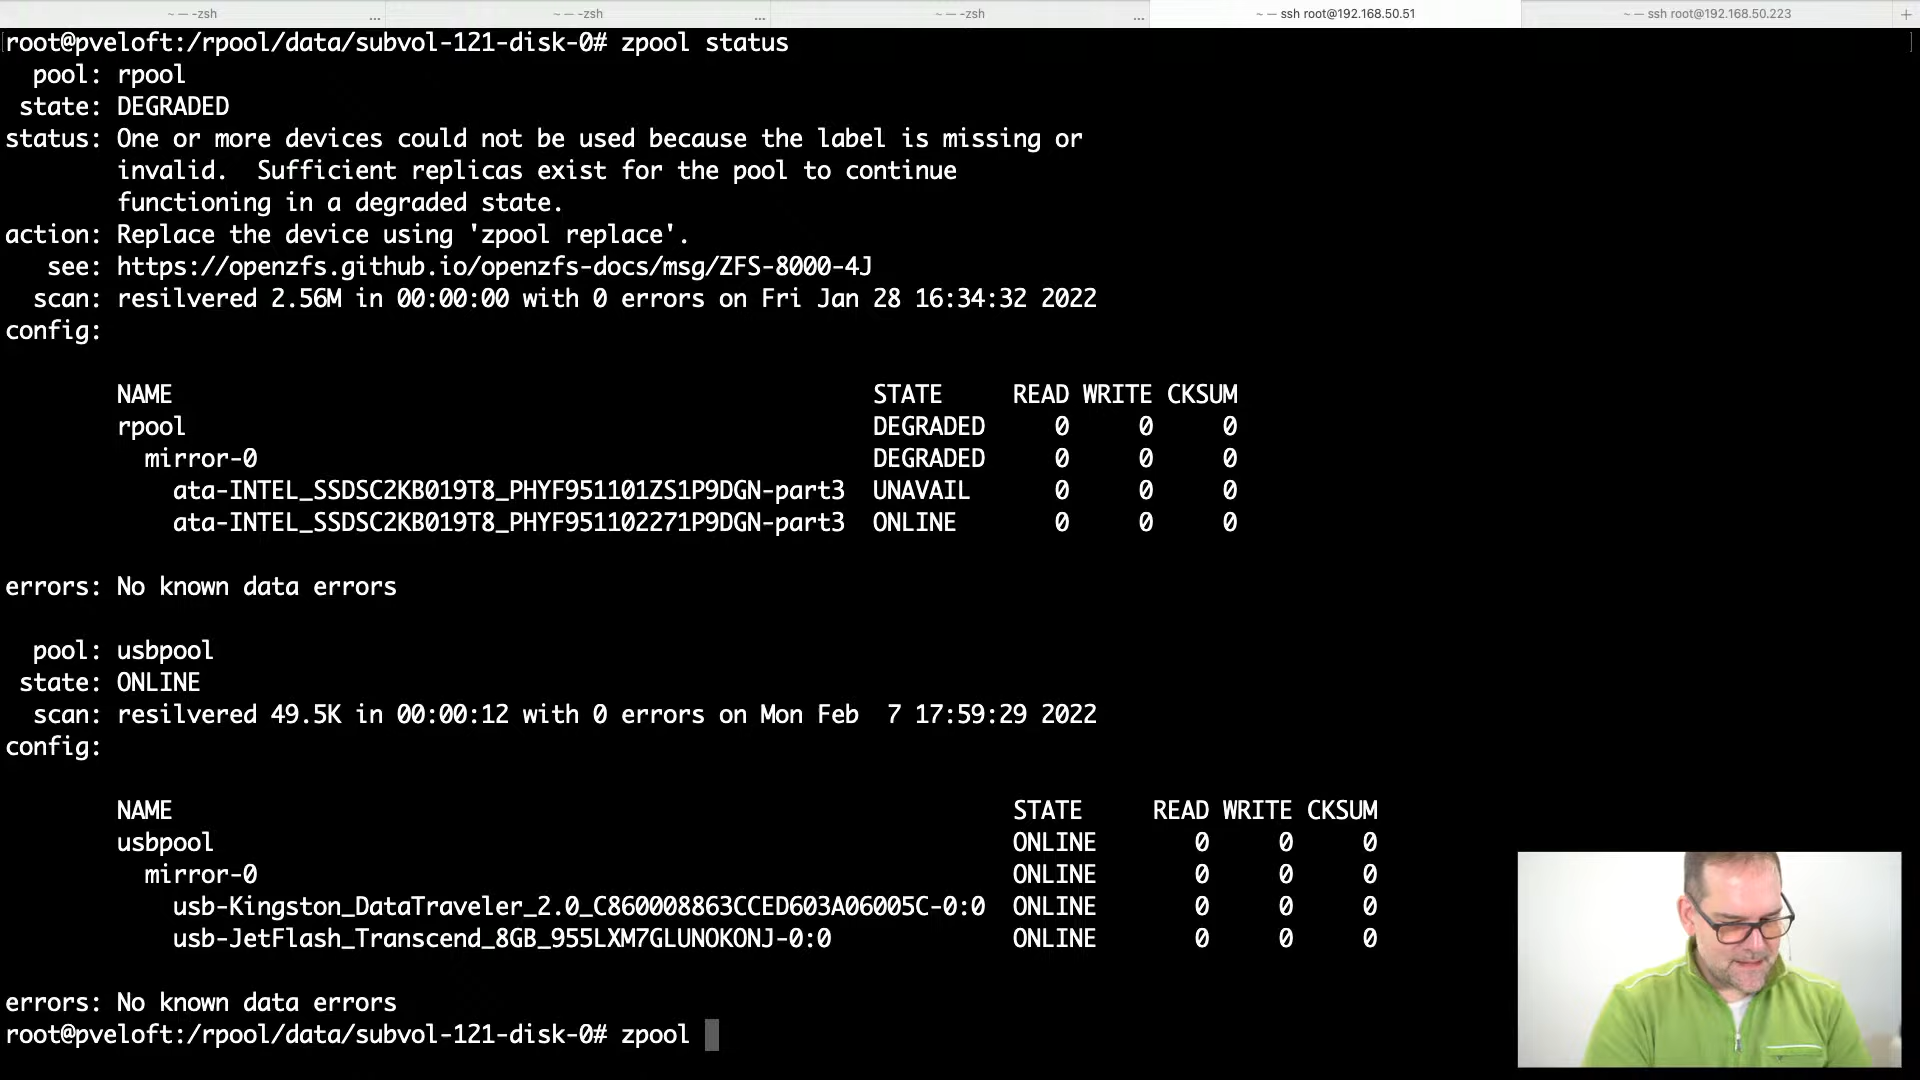 ~ — -zsh ... ~ — -zsh ... ~ — -zsh ... ~ — ssh root@192.168.50.51 ~ — ssh root@192.168.50.223 +
root@pveloft:/rpool/data/subvol-121-disk-0# zpool status
pool: rpool
state: DEGRADED
status: One or more devices could not be used because the label is missing or
invalid.  Sufficient replicas exist for the pool to continue
functioning in a degraded state.
action: Replace the device using 'zpool replace'.
see: https://openzfs.github.io/openzfs-docs/msg/ZFS-8000-4J
scan: resilvered 2.56M in 00:00:00 with 0 errors on Fri Jan 28 16:34:32 2022
config:
NAME STATE READ WRITE CKSUM
rpool DEGRADED 0 0 0
mirror-0 DEGRADED 0 0 0
ata-INTEL_SSDSC2KB019T8_PHYF951101ZS1P9DGN-part3 UNAVAIL 0 0 0
ata-INTEL_SSDSC2KB019T8_PHYF951102271P9DGN-part3 ONLINE 0 0 0
errors: No known data errors
pool: usbpool
state: ONLINE
scan: resilvered 49.5K in 00:00:12 with 0 errors on Mon Feb  7 17:59:29 2022
config:
NAME STATE READ WRITE CKSUM
usbpool ONLINE 0 0 0
mirror-0 ONLINE 0 0 0
usb-Kingston_DataTraveler_2.0_C860008863CCED603A06005C-0:0 ONLINE 0 0 0
usb-JetFlash_Transcend_8GB_955LXM7GLUNOKONJ-0:0 ONLINE 0 0 0
errors: No known data errors
root@pveloft:/rpool/data/subvol-121-disk-0# zpool